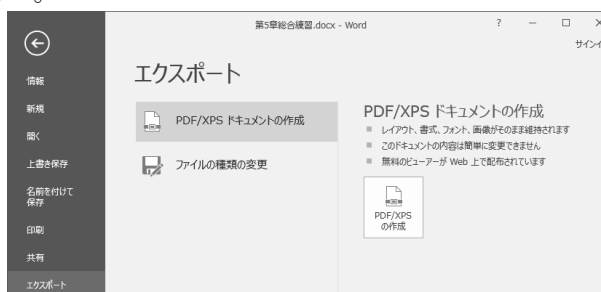 第5章総合練習.docx - Word
?
サインイ
情報
新規
開く
上書き保存
名前を付けて
保存
印刷
共有
エクスポート
エクスポート
PDF/XPS ドキュメントの作成
ファイルの種類の変更
PDF/XPS ドキュメントの作成
レイアウト、書式、フォント、画像がそのまま維持されます
このドキュメントの内容は簡単に変更できません
無料のビューアーが Web 上で配布されています
PDF/XPS
の作成